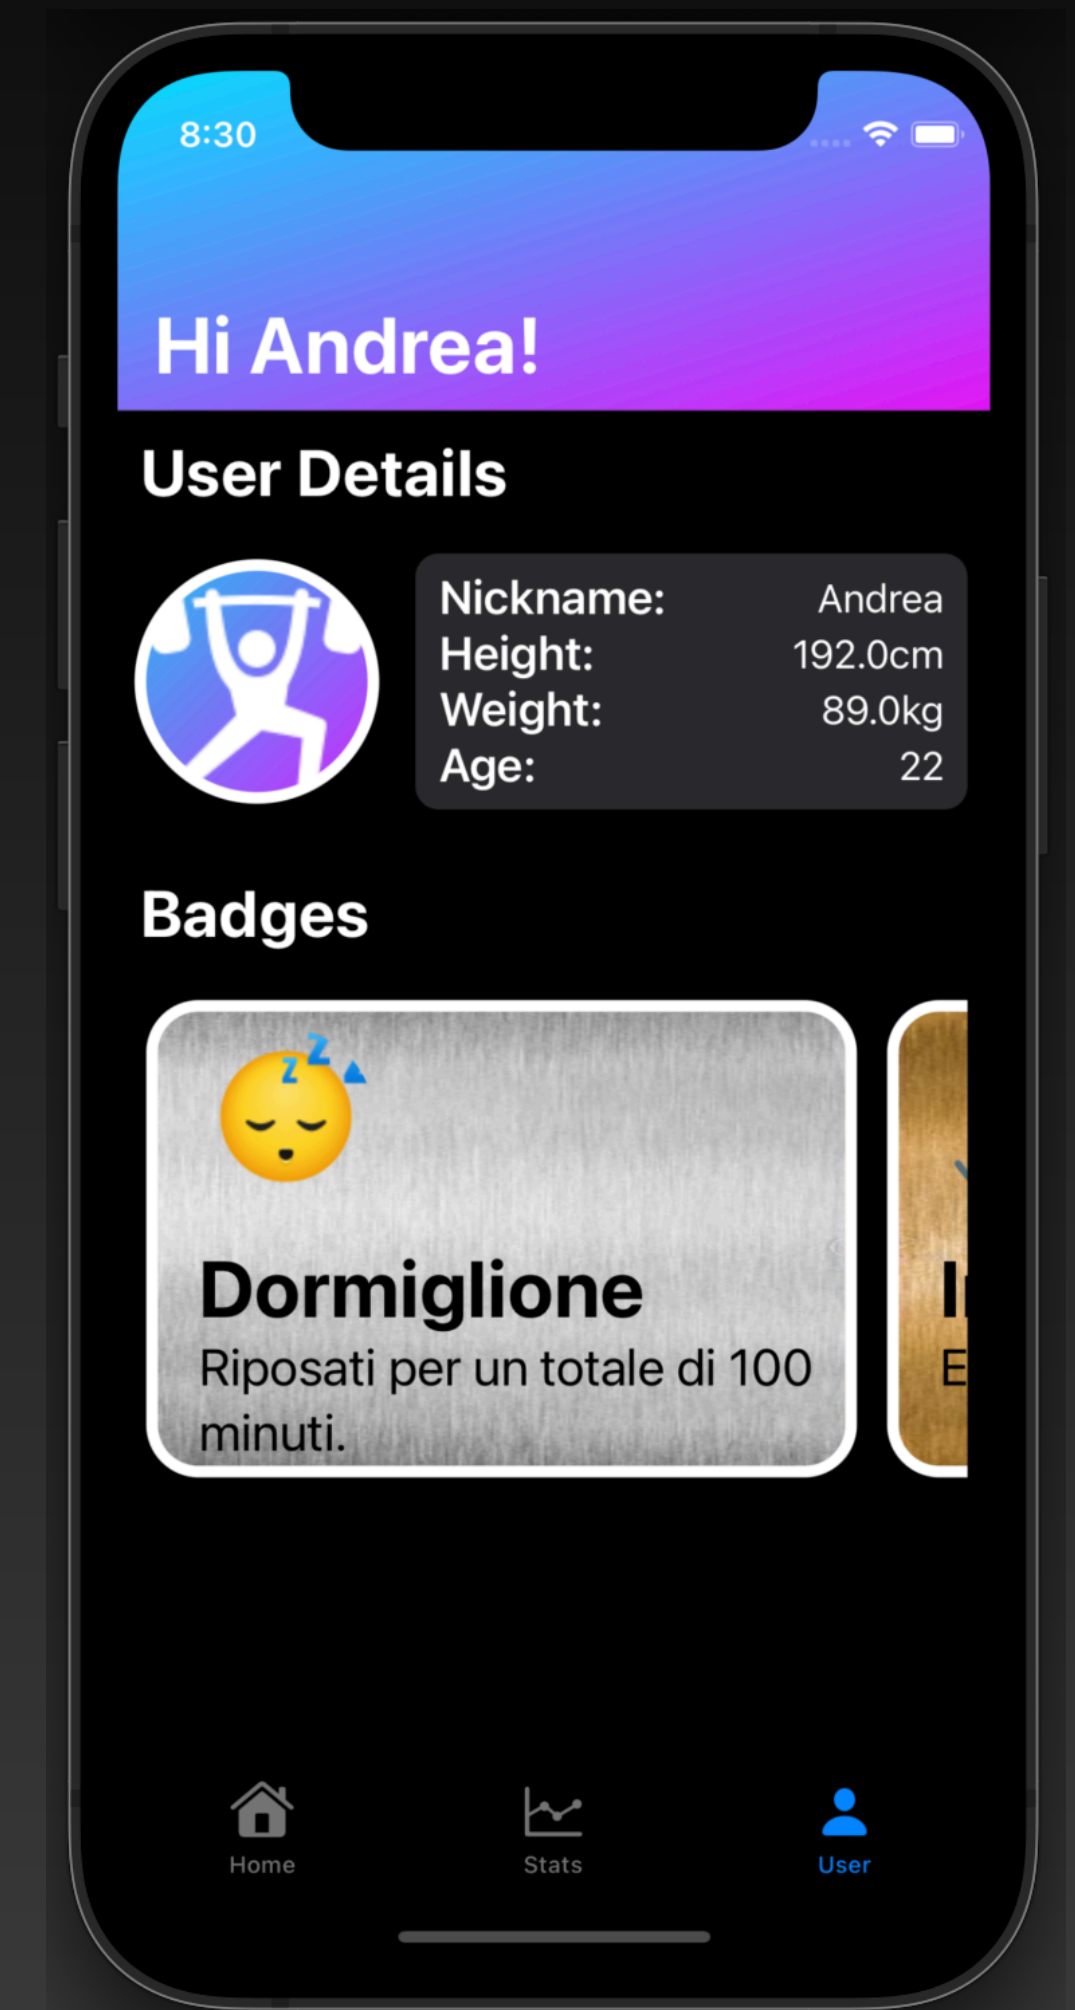 8:30
Hi Andrea!
User Details
Nickname: Andrea
Height: 192.0cm
Weight: 89.0kg
Age: 22
Badges
Dormiglione
Riposati per un totale di 100
minuti.
Home Stats User